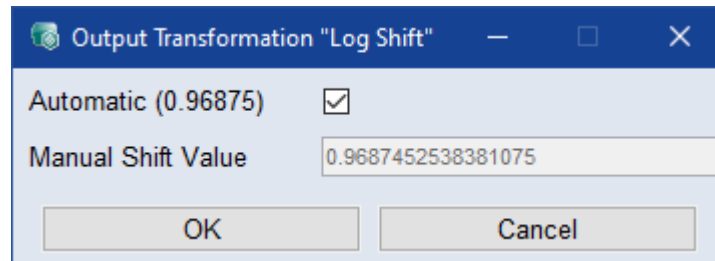 Output Transformation "Log Shift"
Automatic (0.96875)
Manual Shift Value 0.9687452538381075
OK Cancel